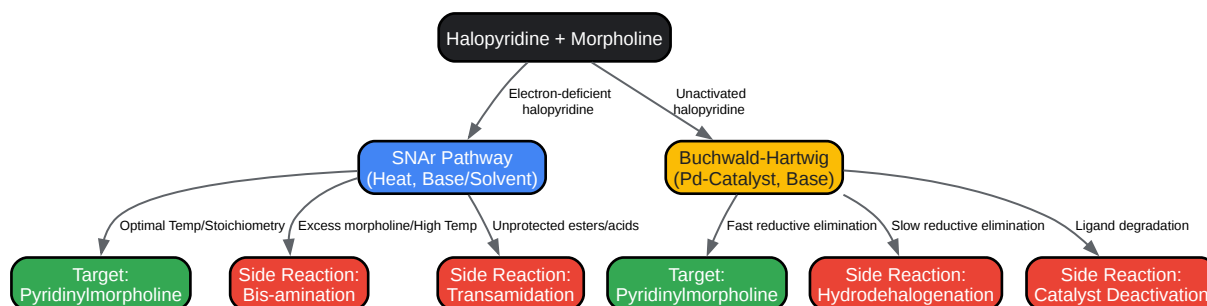 Halopyridine + Morpholine
Electron-deficient
halopyridine
Unactivated
halopyridine
SNAr Pathway
(Heat, Base/Solvent)
Buchwald-Hartwig
(Pd-Catalyst, Base)
Optimal Temp/Stoichiometry
Excess morpholine/High Temp
Unprotected esters/acids
Fast reductive elimination
Slow reductive elimination
Ligand degradation
Target:
Pyridinylmorpholine
Side Reaction:
Bis-amination
Side Reaction:
Transamidation
Target:
Pyridinylmorpholine
Side Reaction:
Hydrodehalogenation
Side Reaction:
Catalyst Deactivation